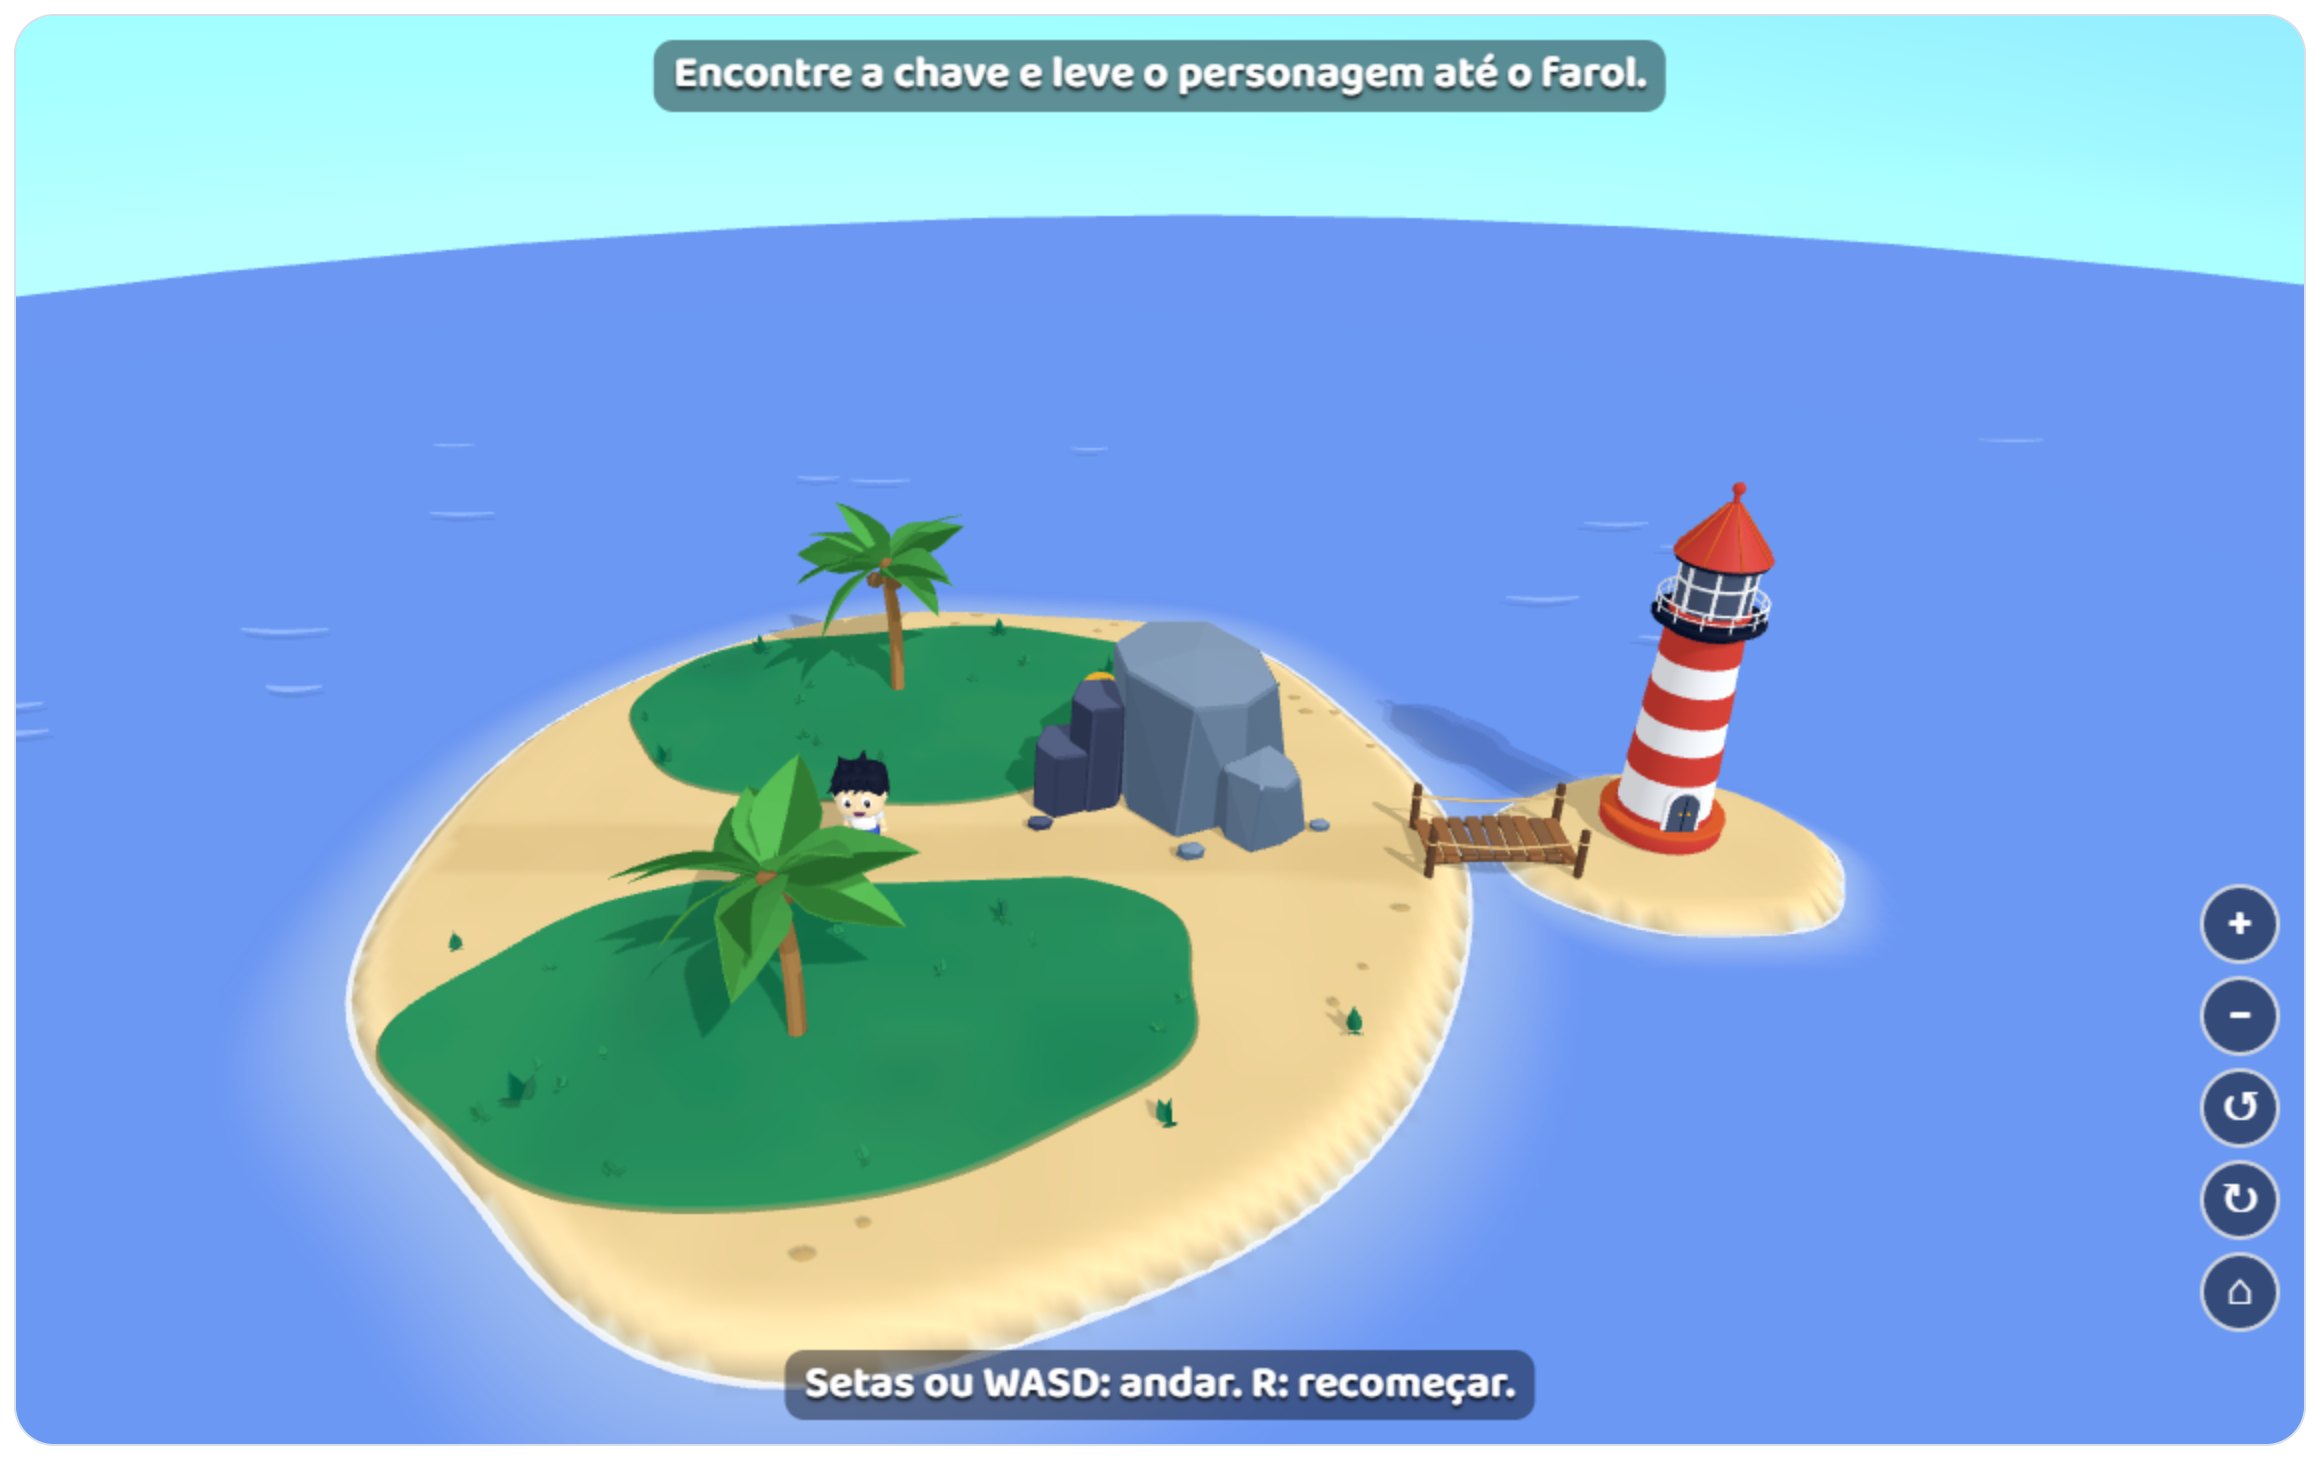 Encontre a chave e leve o personagem até o farol.
+
−
↺
↻
⌂
Setas ou WASD: andar. R: recomeçar.